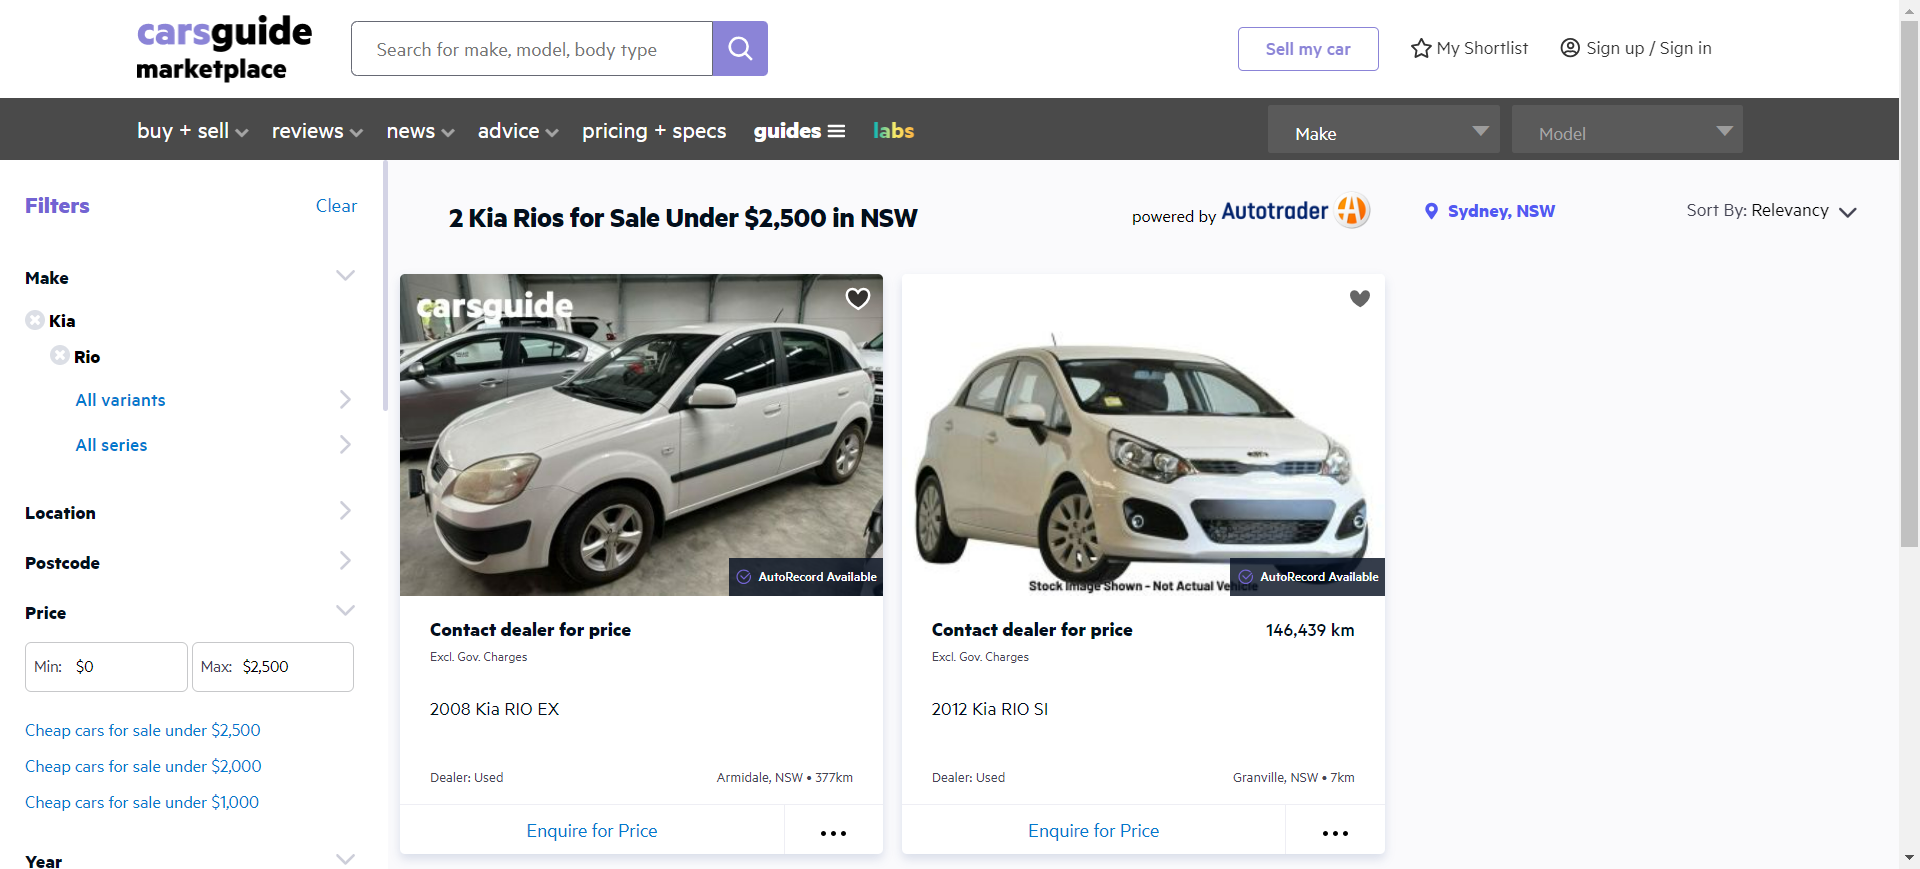 carsguide
marketplace
Search for make, model, body type
Sell my car
My Shortlist
Sign up / Sign in
buy + sell
reviews
news
advice
pricing + specs
guides
labs
Make
Model
Filters
Clear
Make
Kia
Rio
All variants
All series
Location
Postcode
Price
Min: $0
Max: $2,500
Cheap cars for sale under $2,500
Cheap cars for sale under $2,000
Cheap cars for sale under $1,000
Year
2 Kia Rios for Sale Under $2,500 in NSW
powered by Autotrader
Sydney, NSW
Sort By: Relevancy
carsguide
AutoRecord Available
Contact dealer for price
Excl. Gov. Charges
2008 Kia RIO EX
Dealer: Used
Armidale, NSW • 377km
Enquire for Price
Stock Image Shown - Not Actual Vehicle
AutoRecord Available
Contact dealer for price
146,439 km
Excl. Gov. Charges
2012 Kia RIO SI
Dealer: Used
Granville, NSW • 7km
Enquire for Price